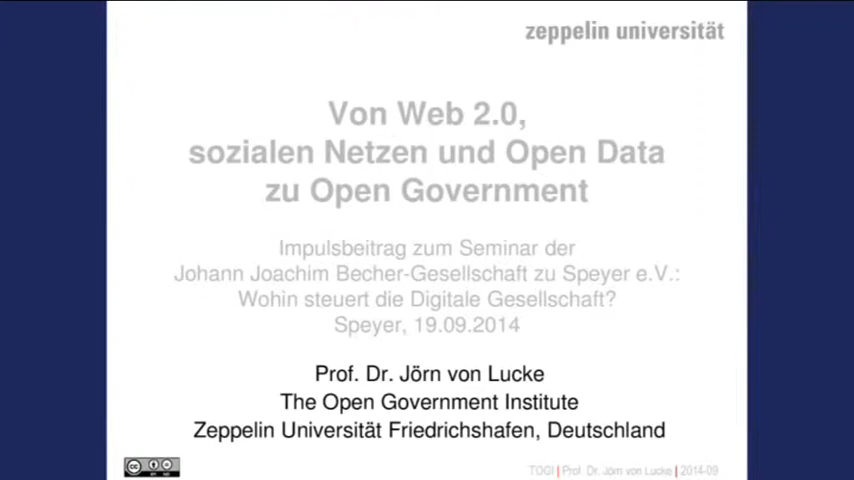 zeppelin universität
Von Web 2.0,
sozialen Netzen und Open Data
zu Open Government
Impulsbeitrag zum Seminar der
Johann Joachim Becher-Gesellschaft zu Speyer e.V.:
Wohin steuert die Digitale Gesellschaft?
Speyer, 19.09.2014
Prof. Dr. Jörn von Lucke
The Open Government Institute
Zeppelin Universität Friedrichshafen, Deutschland
cc
TOGI | Prof. Dr. Jörn von Lucke | 2014-09